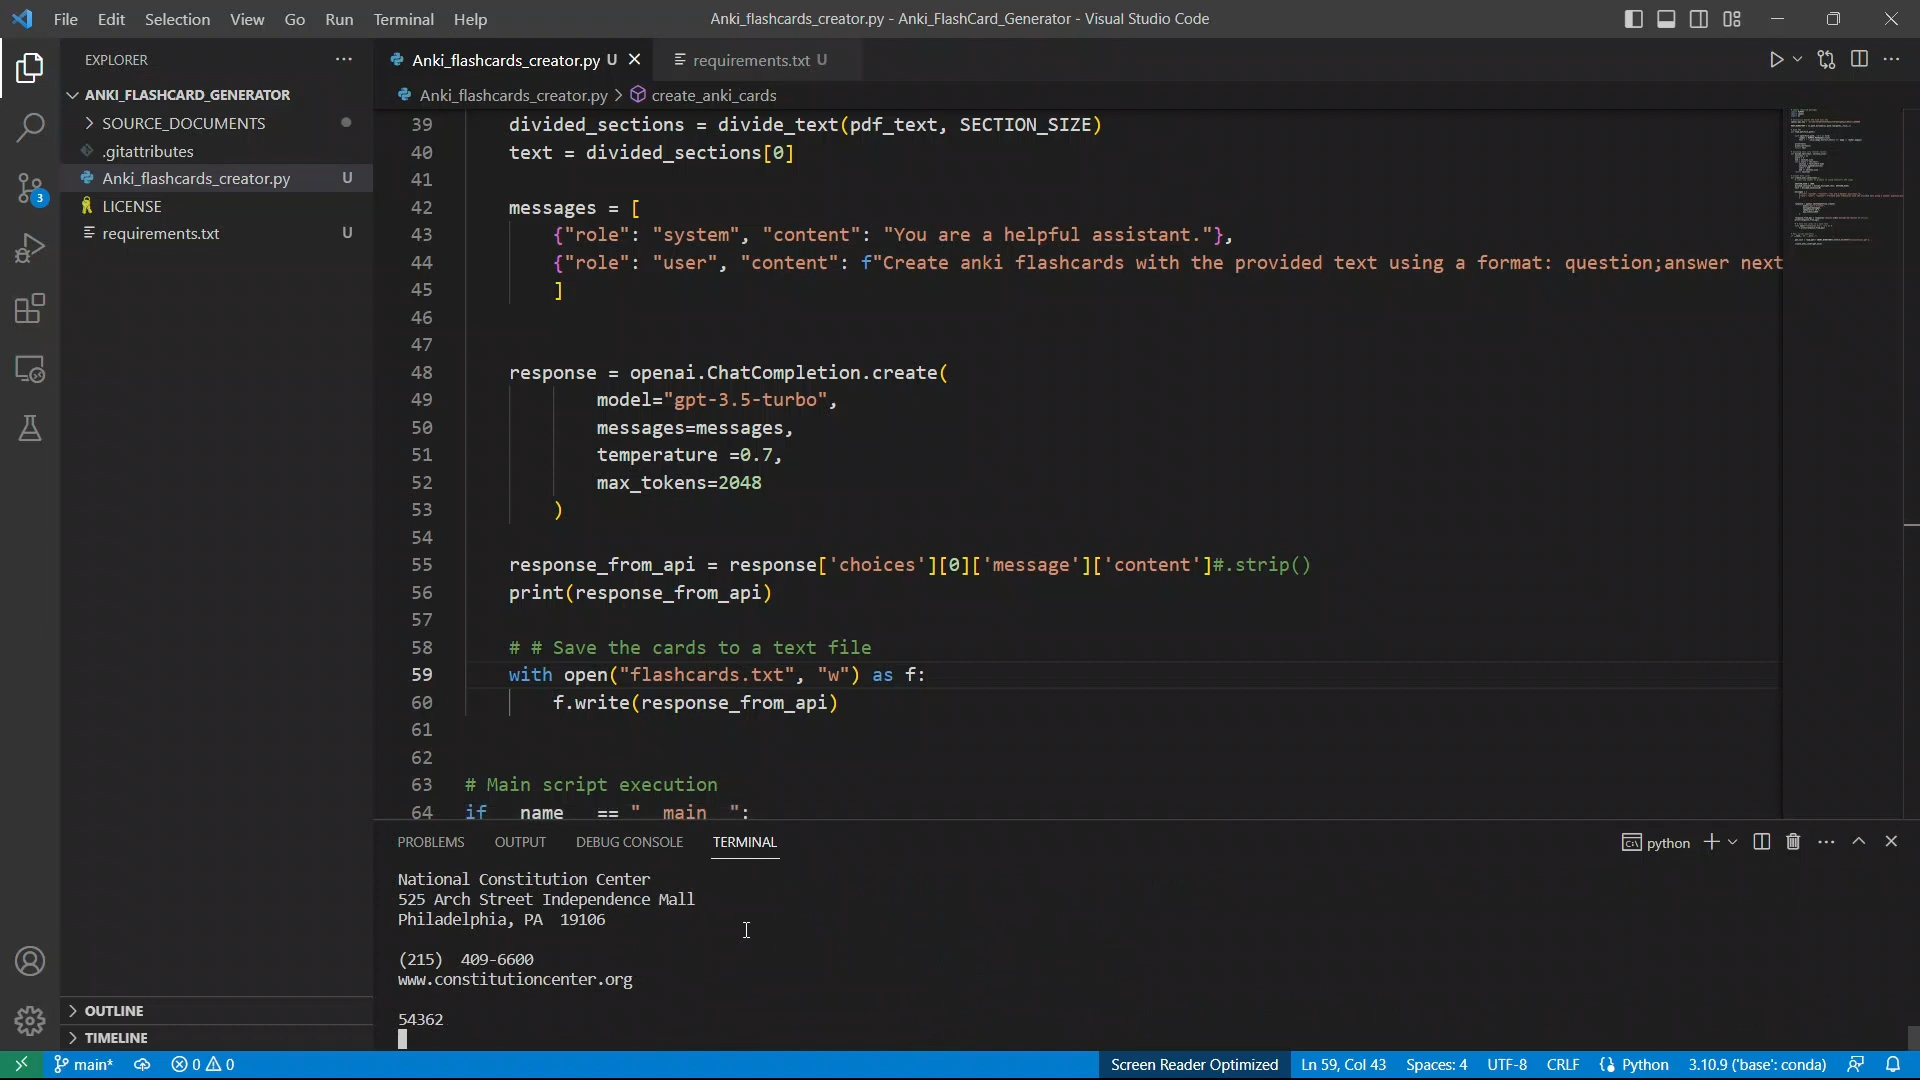 File Edit Selection View Go Run Terminal Help
Anki_flashcards_creator.py - Anki_FlashCard_Generator - Visual Studio Code
EXPLORER
ANKI_FLASHCARD_GENERATOR
SOURCE_DOCUMENTS
.gitattributes
Anki_flashcards_creator.py U
LICENSE
requirements.txt U
3
OUTLINE
TIMELINE
Anki_flashcards_creator.py U
requirements.txt U
Anki_flashcards_creator.py > create_anki_cards
39 divided_sections = divide_text(pdf_text, SECTION_SIZE)
40 text = divided_sections[0]
41
42 messages = [
43 {"role": "system", "content": "You are a helpful assistant."},
44 {"role": "user", "content": f"Create anki flashcards with the provided text using a format: question;answer next
45 ]
46
47
48 response = openai.ChatCompletion.create(
49 model="gpt-3.5-turbo",
50 messages=messages,
51 temperature =0.7,
52 max_tokens=2048
53 )
54
55 response_from_api = response['choices'][0]['message']['content']#.strip()
56 print(response_from_api)
57
58 # # Save the cards to a text file
59 with open("flashcards.txt", "w") as f:
60 f.write(response_from_api)
61
62
63 # Main script execution
64 if __name__ == "__main__":
PROBLEMS OUTPUT DEBUG CONSOLE TERMINAL
python
National Constitution Center
525 Arch Street Independence Mall
Philadelphia, PA 19106
(215) 409-6600
www.constitutioncenter.org
54362
main* 0 0
Screen Reader Optimized Ln 59, Col 43 Spaces: 4 UTF-8 CRLF Python 3.10.9 ('base': conda)